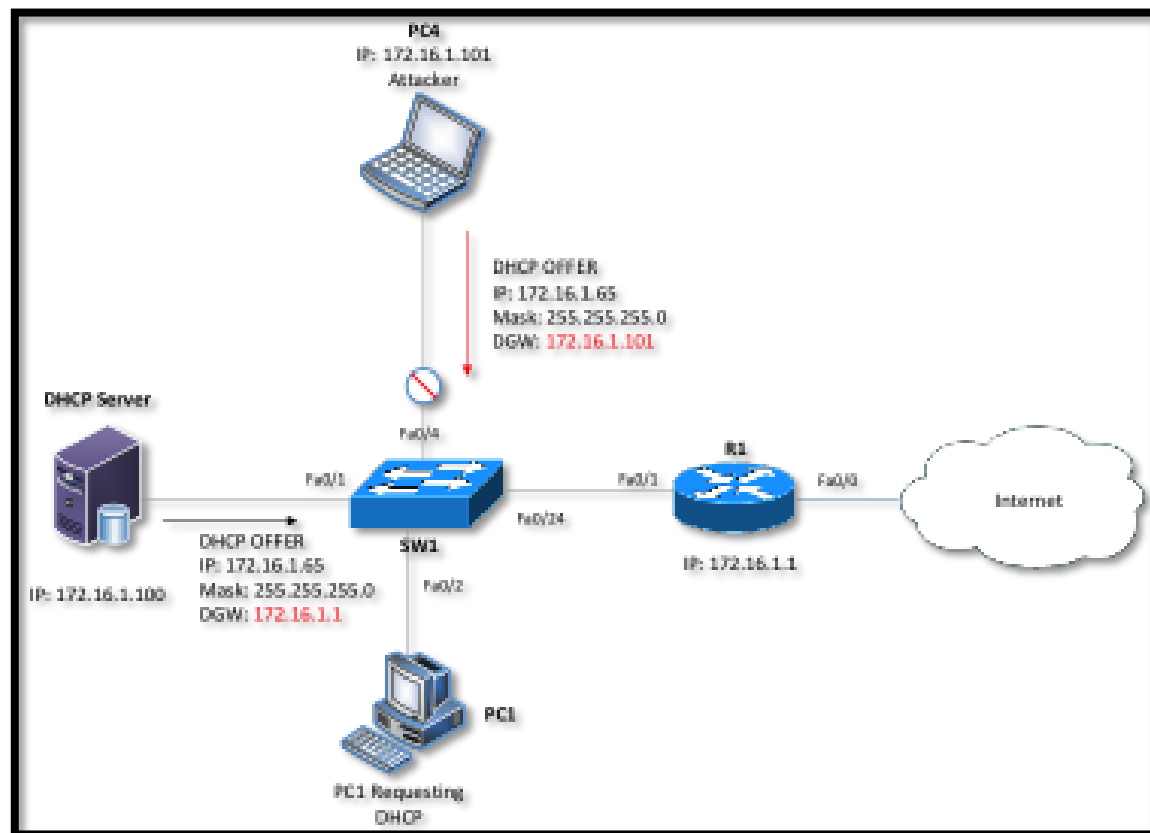 PC4
IP: 172.16.1.101
Attacker
DHCP OFFER
IP: 172.16.1.65
Mask: 255.255.255.0
DGW: 172.16.1.101
DHCP Server
Fa0/4
Fa0/1
SW1
Fa0/24
Fa0/1
R1
Fa0/0
Internet
IP: 172.16.1.1
DHCP OFFER
IP: 172.16.1.65
Mask: 255.255.255.0
DGW: 172.16.1.1
IP: 172.16.1.100
Fa0/2
PC1
PC1 Requesting
DHCP